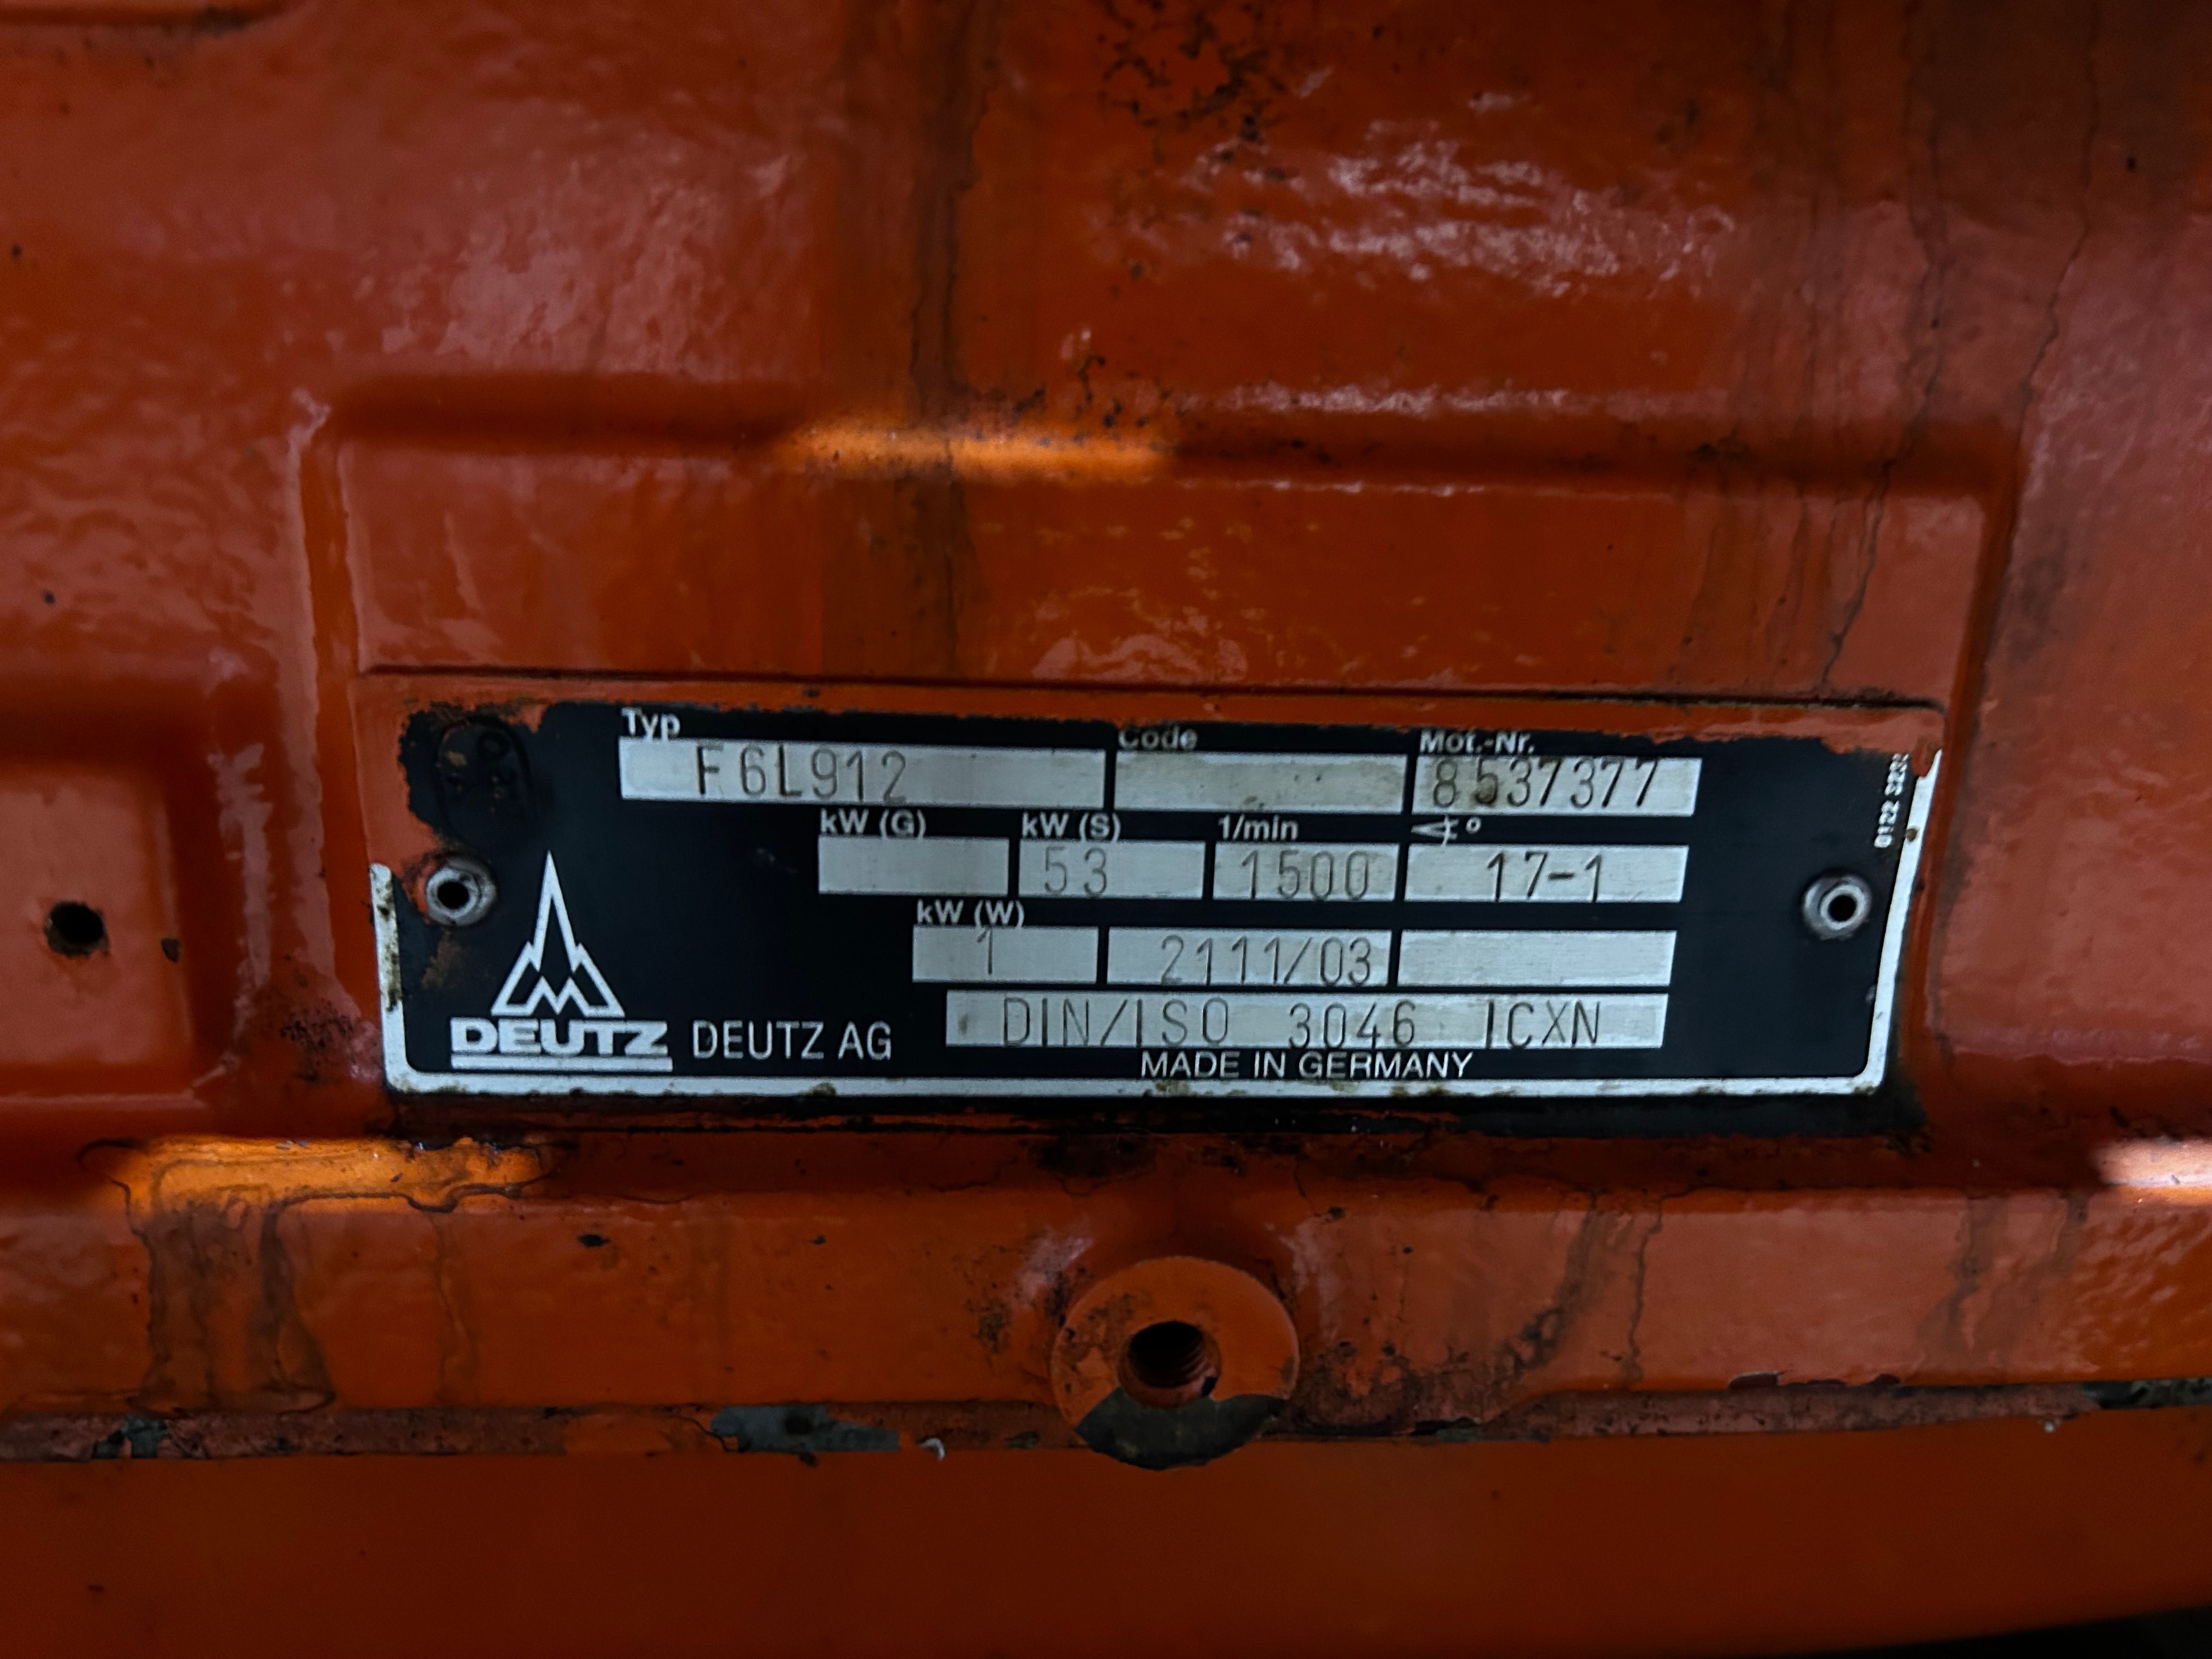 Typ Code Mot.-Nr.
F6L912 8537377
kW (G) kW (S) 1/min °
53 1500 17-1
kW (W)
1 2111/03
DIN/ISO 3046 ICXN
DEUTZ DEUTZ AG
MADE IN GERMANY